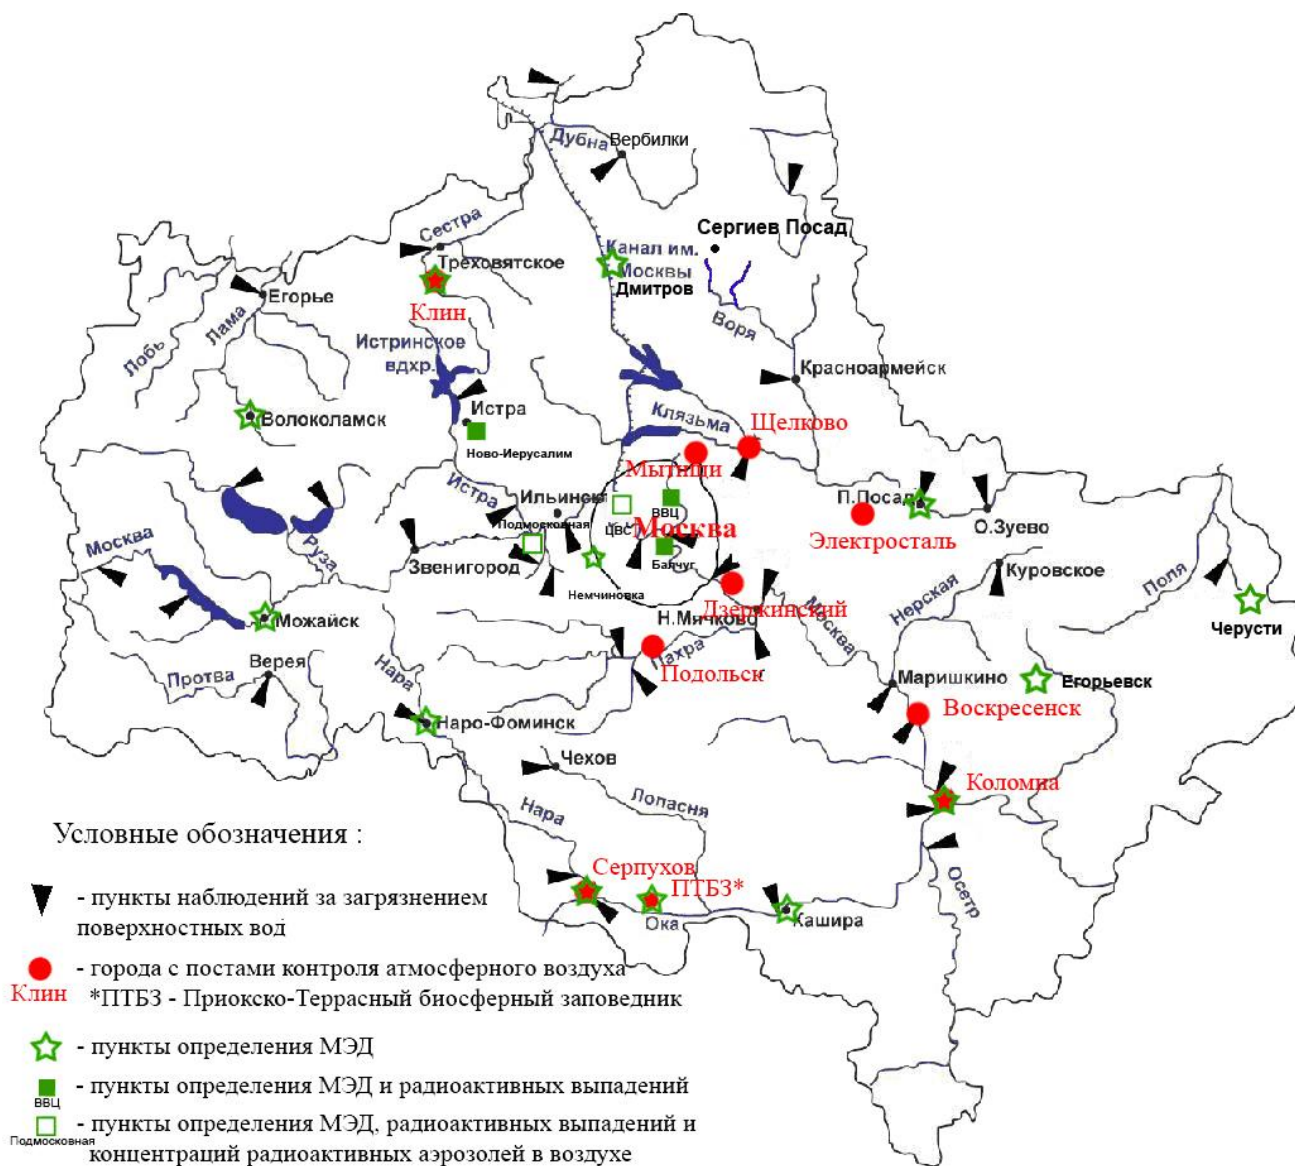 Дубна
Вербилки
Сергиев Посад
Сестра
Треховятское
Канал им.
Москвы
Дмитров
Егорье
Клин
Лама
Лобь
Воря
Истринское
вдхр.
Красноармейск
Волоколамск
Истра
Клязьма
Щелково
Ново-Иерусалим
Мытищи
Истра
Ильинск
П.Посад
ВВЦ
О.Зуево
Подмосковная
ЦВС
Москва
Электросталь
Москва
Руза
Звенигород
Балчуг
Куровское
Поля
Немчиновка
Дзержинский
Нерская
Черусти
Можайск
Н.Мячково
Москва
Верея
Протва
Нара
Пахра
Подольск
Маришкино
Егорьевск
Воскресенск
Наро-Фоминск
Чехов
Коломна
Лопасня
Нара
Условные обозначения :
Серпухов
ПТБЗ*
Осетр
Ока
Кашира
- пункты наблюдений за загрязнением
поверхностных вод
- города с постами контроля атмосферного воздуха
Клин
*ПТБЗ - Приокско-Террасный биосферный заповедник
- пункты определения МЭД
- пункты определения МЭД и радиоактивных выпадений
ВВЦ
- пункты определения МЭД, радиоактивных выпадений и
Подмосковная
концентраций радиоактивных аэрозолей в воздухе